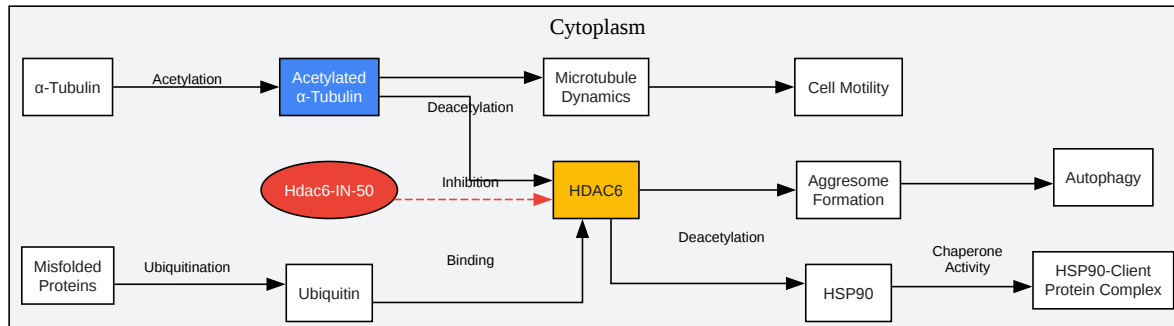 Cytoplasm
α-Tubulin
Acetylation
Acetylated
α-Tubulin
Deacetylation
Microtubule
Dynamics
Cell Motility
Hdac6-IN-50
Inhibition
HDAC6
Aggresome
Formation
Autophagy
Misfolded
Proteins
Ubiquitination
Ubiquitin
Binding
Deacetylation
HSP90
Chaperone
Activity
HSP90-Client
Protein Complex